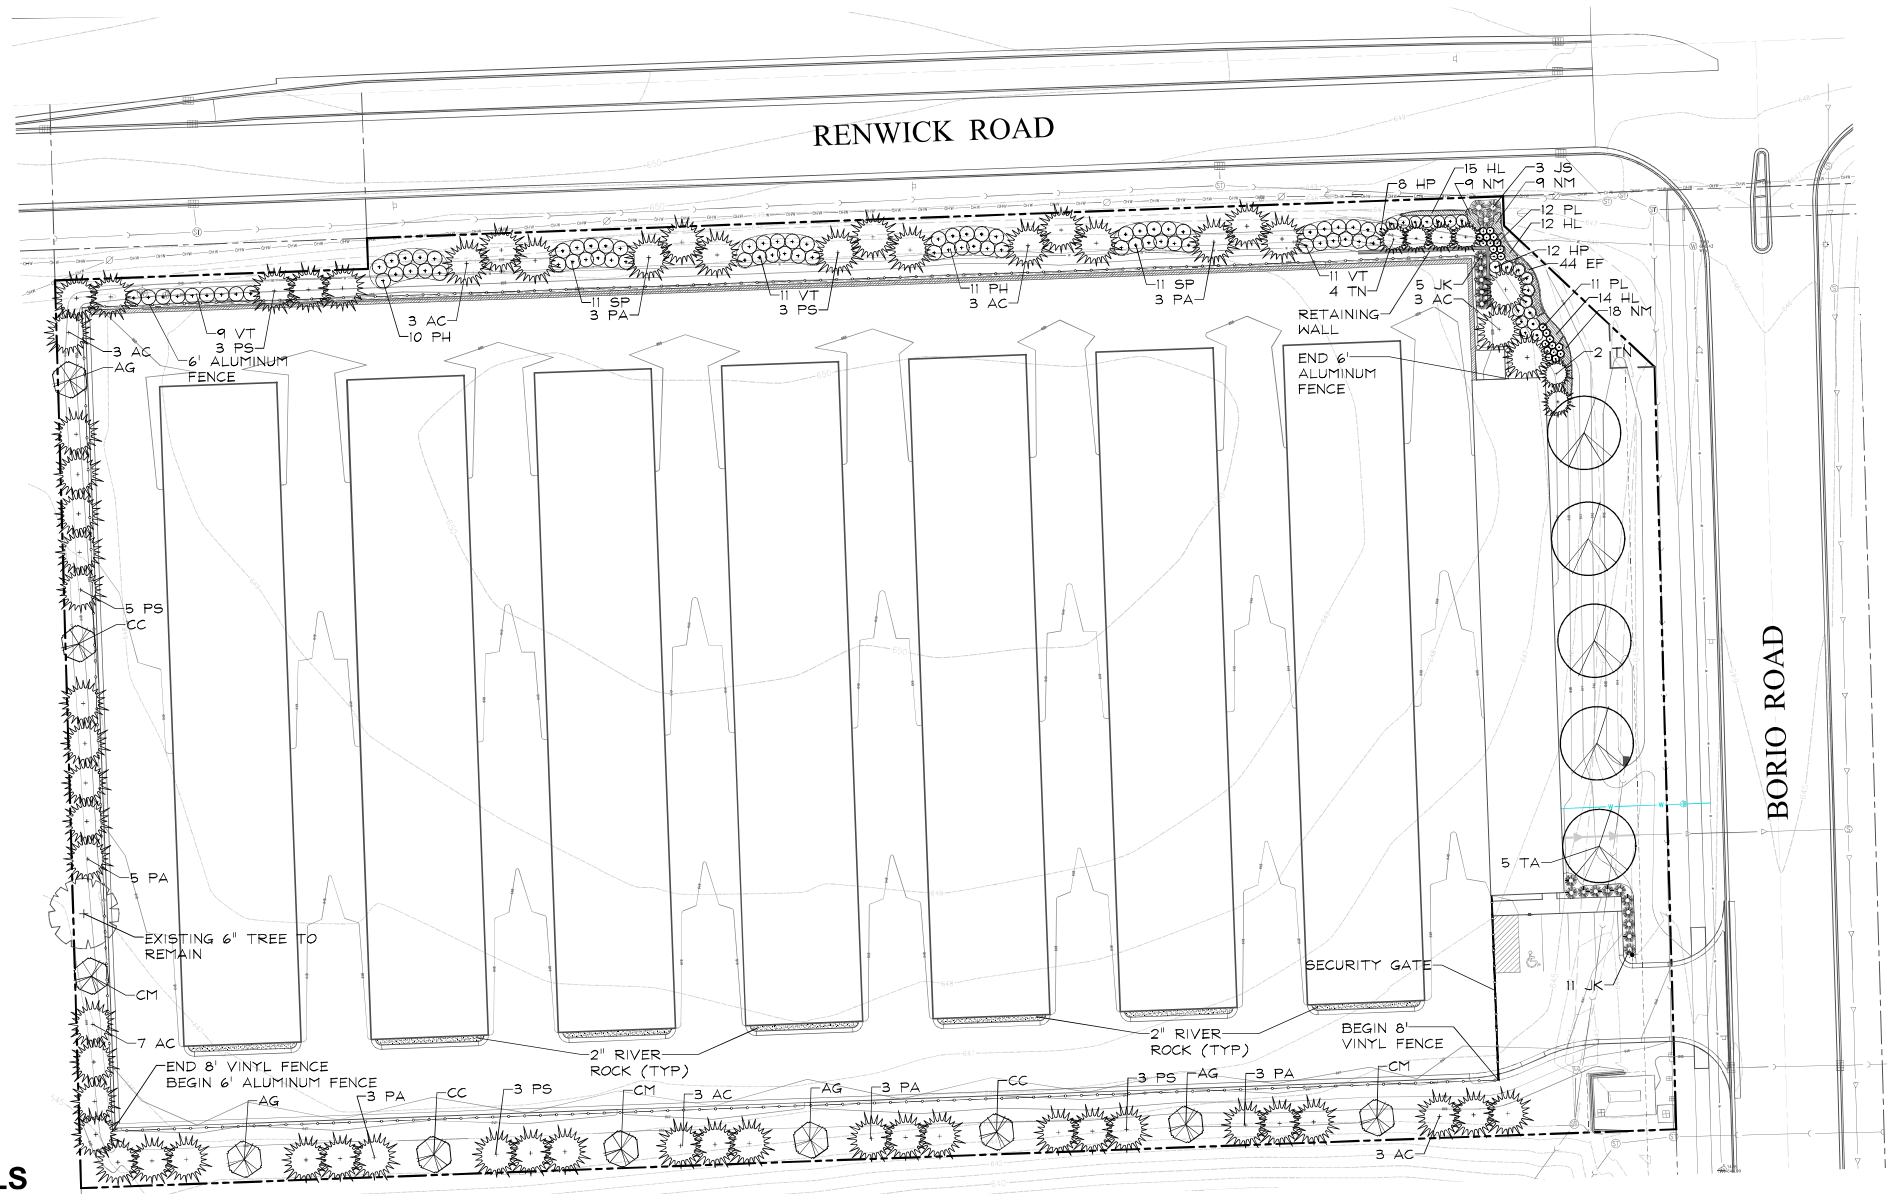 RENWICK ROAD
15 HL
3 JS
8 HP
9 NM
9 NM
12 PL
12 HL
12 HP
44 EF
11 PL
14 HL
18 NM
2 TN
5 JK
3 AC
11 VT
4 TN
RETAINING
WALL
END 6'
ALUMINUM
FENCE
11 SP
3 PA
11 PH
3 AC
11 VT
3 PS
11 SP
3 PA
3 AC
10 PH
9 VT
3 PS
6' ALUMINUM
FENCE
3 AC
AG
5 PS
CC
5 PA
EXISTING 6" TREE TO
REMAIN
CM
7 AC
END 8' VINYL FENCE
BEGIN 6' ALUMINUM FENCE
AG
3 PA
CC
3 PS
CM
3 AC
AG
3 PA
CC
3 PS
AG
3 PA
CM
3 AC
2" RIVER
ROCK (TYP)
2" RIVER
ROCK (TYP)
BEGIN 8'
VINYL FENCE
SECURITY GATE
11 JK
5 TA
BORIO ROAD
LS